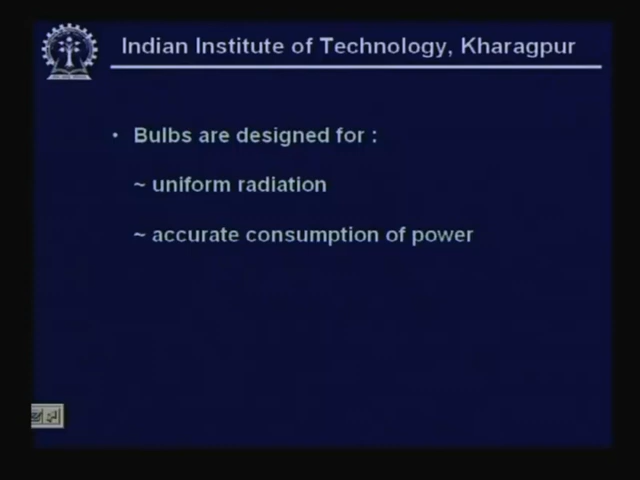 Indian Institute of Technology, Kharagpur
• Bulbs are designed for :
~ uniform radiation
~ accurate consumption of power